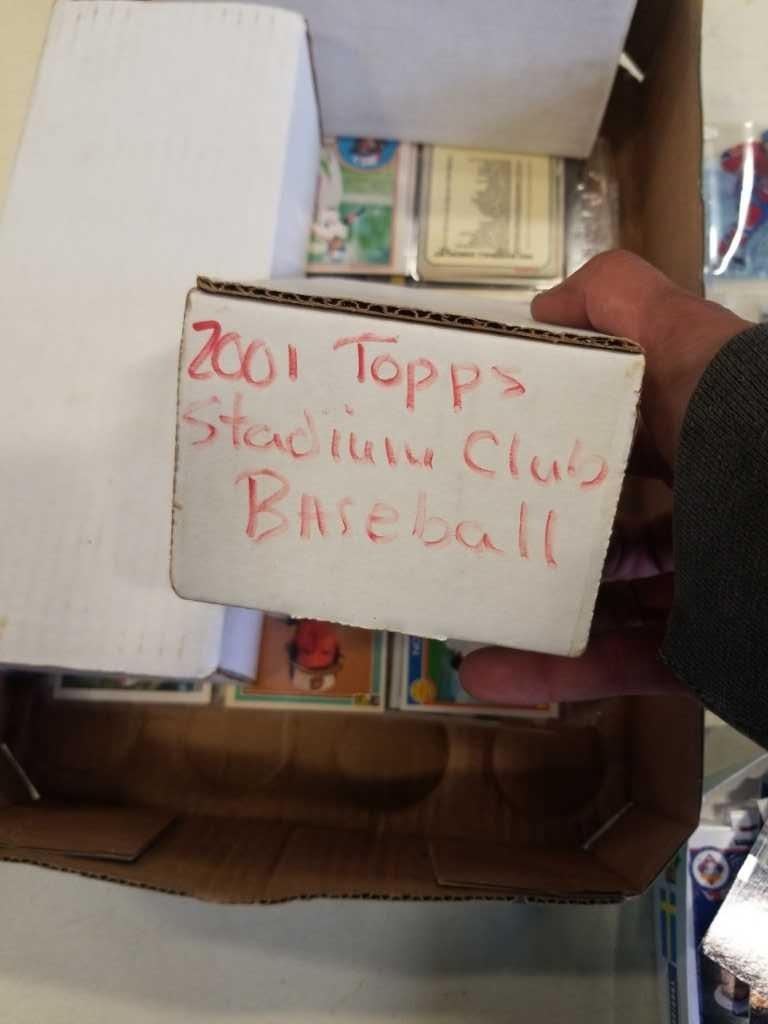 2001 Topps
Stadium Club
Baseball